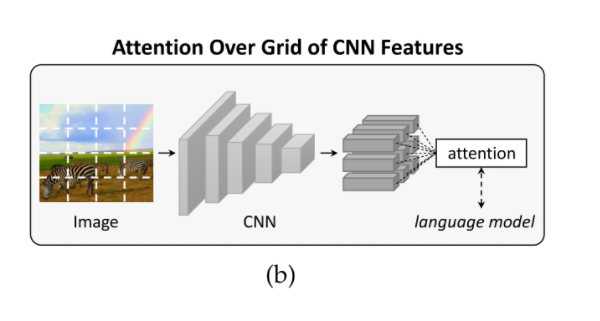 Attention Over Grid of CNN Features
attention
Image
CNN
language model
(b)